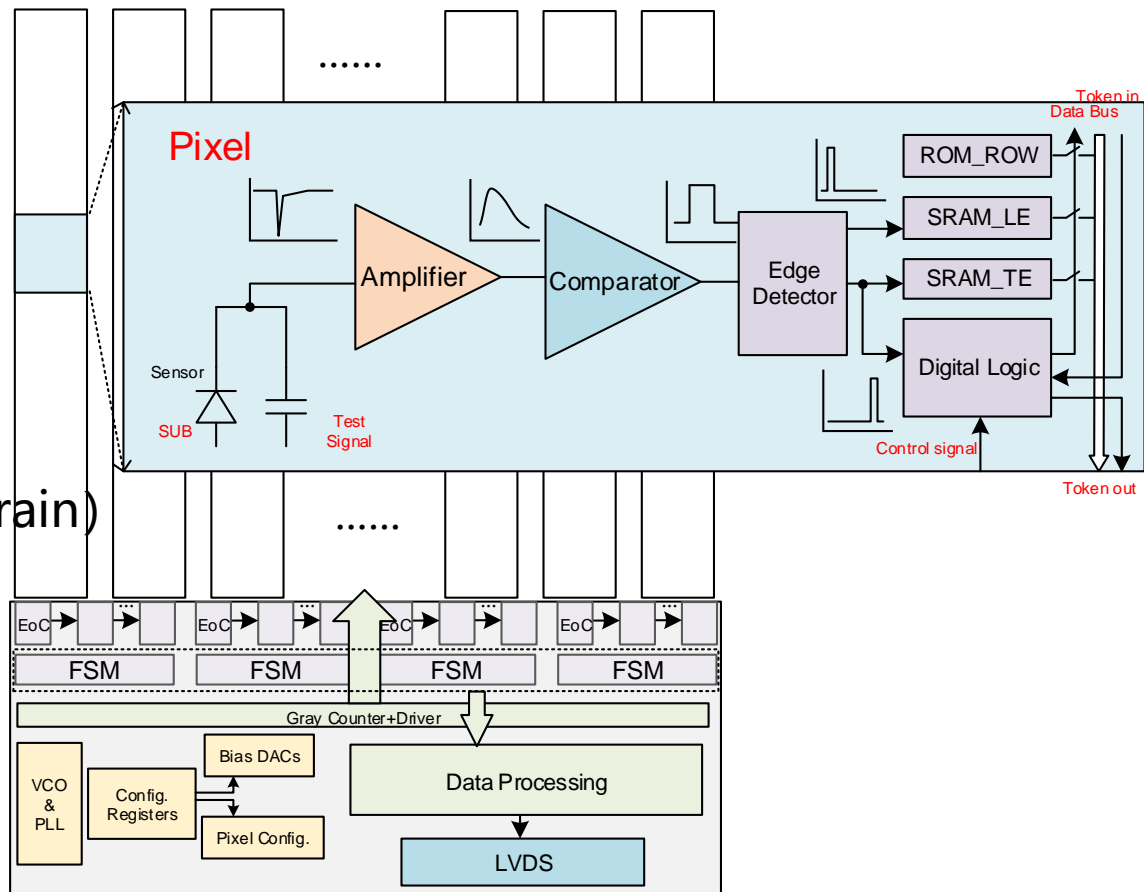 ......
Token in
Data Bus
Pixel
ROM_ROW
SRAM_LE
Amplifier
Comparator
Edge
Detector
SRAM_TE
Digital Logic
Sensor
SUB
Test
Signal
Control signal
Token out
rain)
......
... ... ... ...
EoC EoC EoC EoC
FSM FSM FSM FSM
Gray Counter+Driver
VCO
&
PLL
Config.
Registers
Bias DACs
Pixel Config.
Data Processing
LVDS